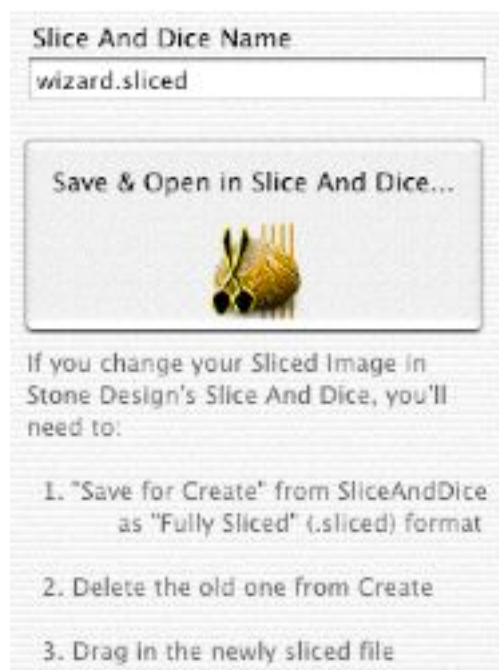 Slice And Dice Name
wizard.sliced
Save & Open in Slice And Dice...
If you change your Sliced Image in
Stone Design's Slice And Dice, you'll
need to:
1. "Save for Create" from SliceAndDice
as "Fully Sliced" (.sliced) format
2. Delete the old one from Create
3. Drag in the newly sliced file